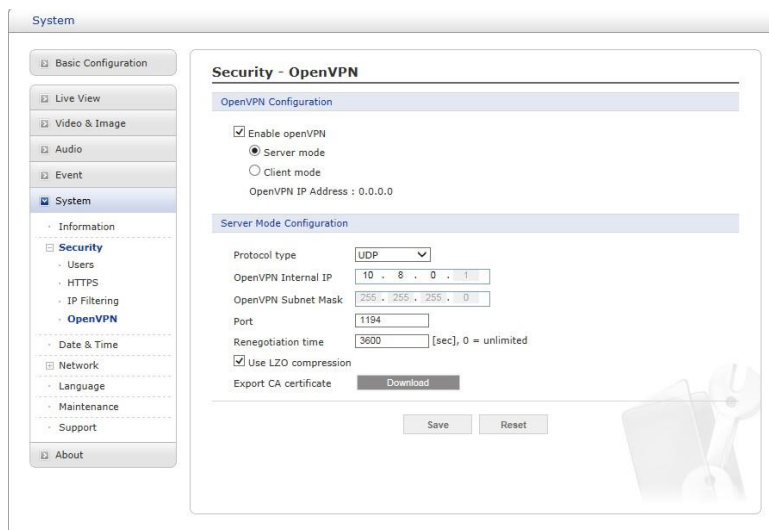 System
Basic Configuration
Live View
Video & Image
Audio
Event
System
Information
Security
Users
HTTPS
IP Filtering
OpenVPN
Date & Time
Network
Language
Maintenance
Support
About
Security - OpenVPN
OpenVPN Configuration
Enable openVPN
Server mode
Client mode
OpenVPN IP Address : 0.0.0.0
Server Mode Configuration
Protocol type UDP
OpenVPN Internal IP 10 . 8 . 0 . 1
OpenVPN Subnet Mask 255 . 255 . 255 . 0
Port 1194
Renegotiation time 3600 [sec], 0 = unlimited
Use LZO compression
Export CA certificate Download
Save Reset